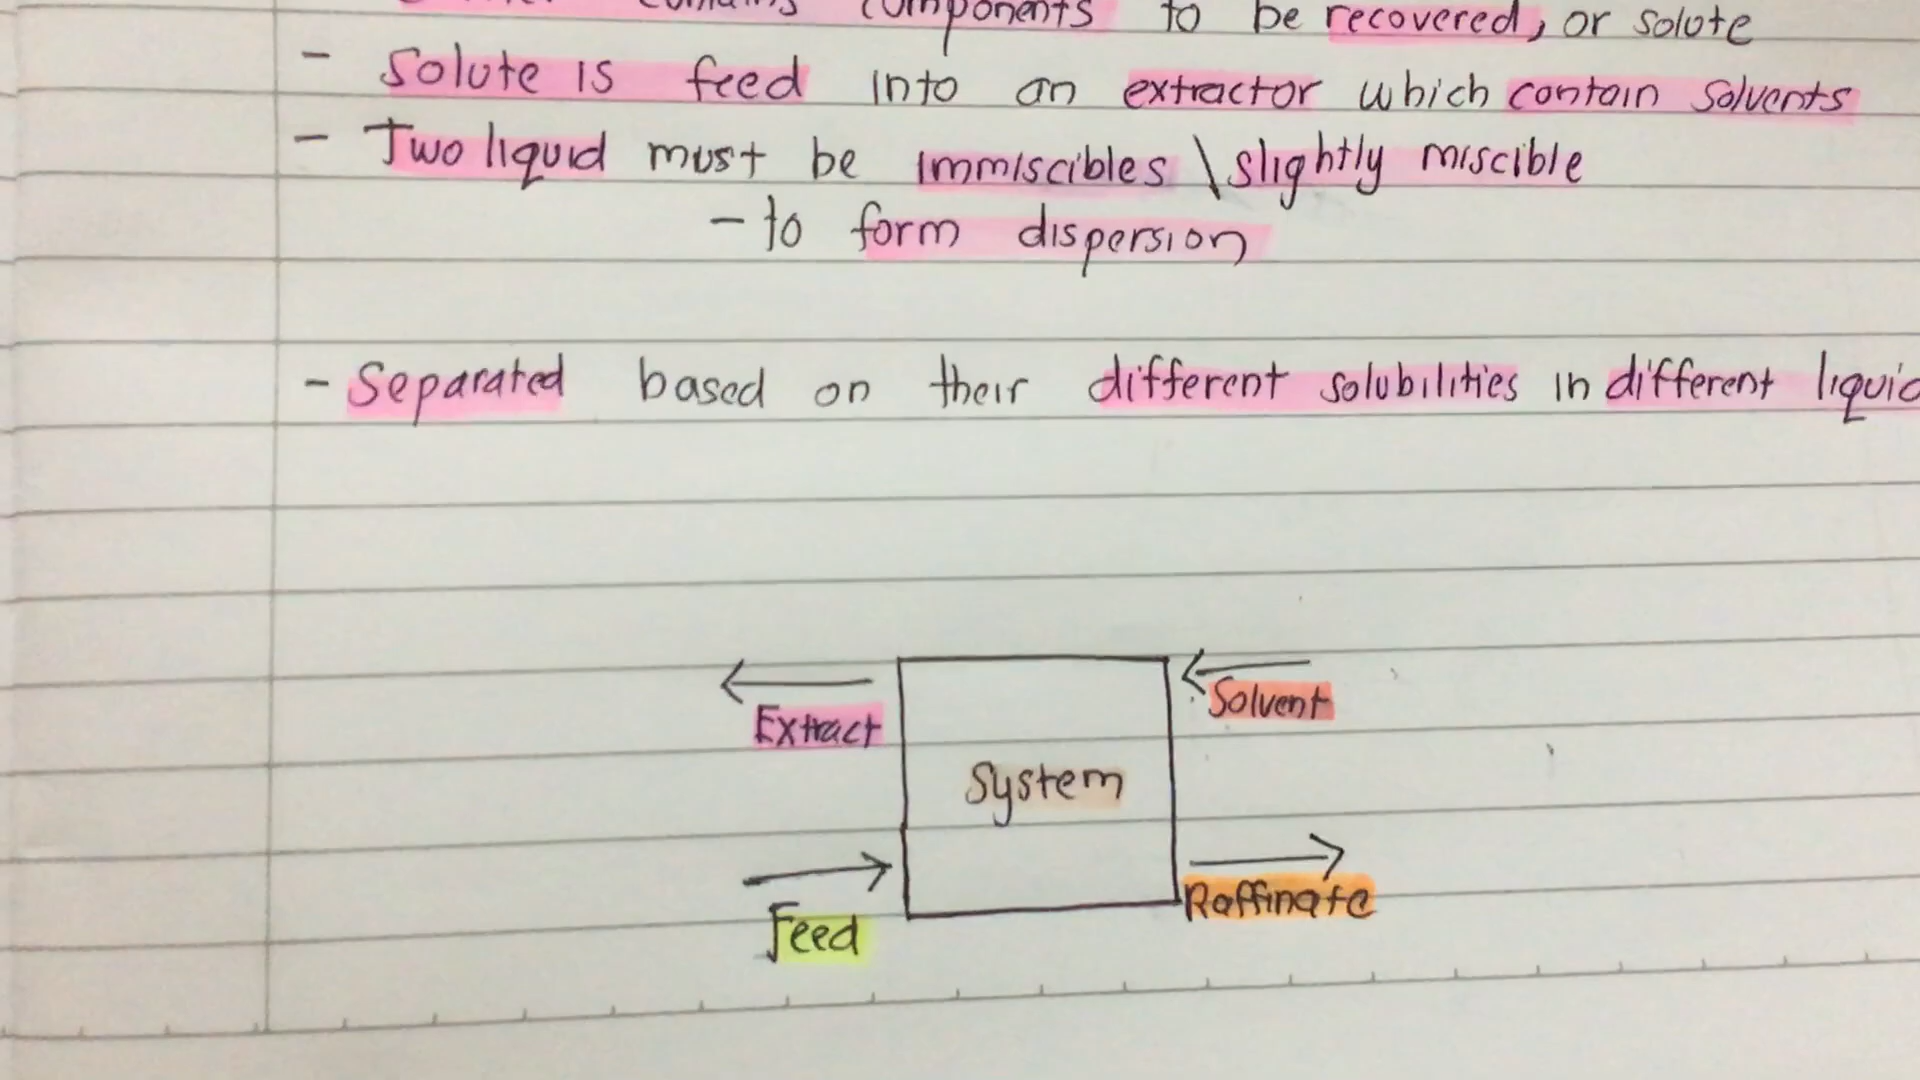 contains components to be recovered, or solute
- Solute is feed into an extractor which contain solvents
- Two liquid must be immiscibles \ slightly miscible
- to form dispersion
- Separated based on their different solubilities in different liquid
Extract
Solvent
System
Feed
Raffinate